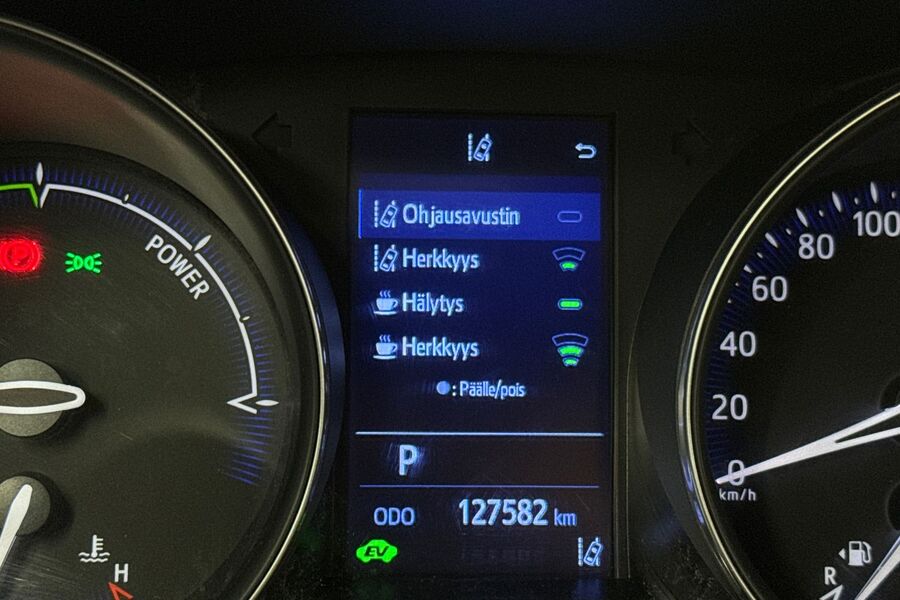 Ohjausavustin
Herkkyys
Hälytys
Herkkyys
: Päälle/pois
P
ODO 127582 km
EV
POWER
H
100
80
60
40
20
0
km/h
R